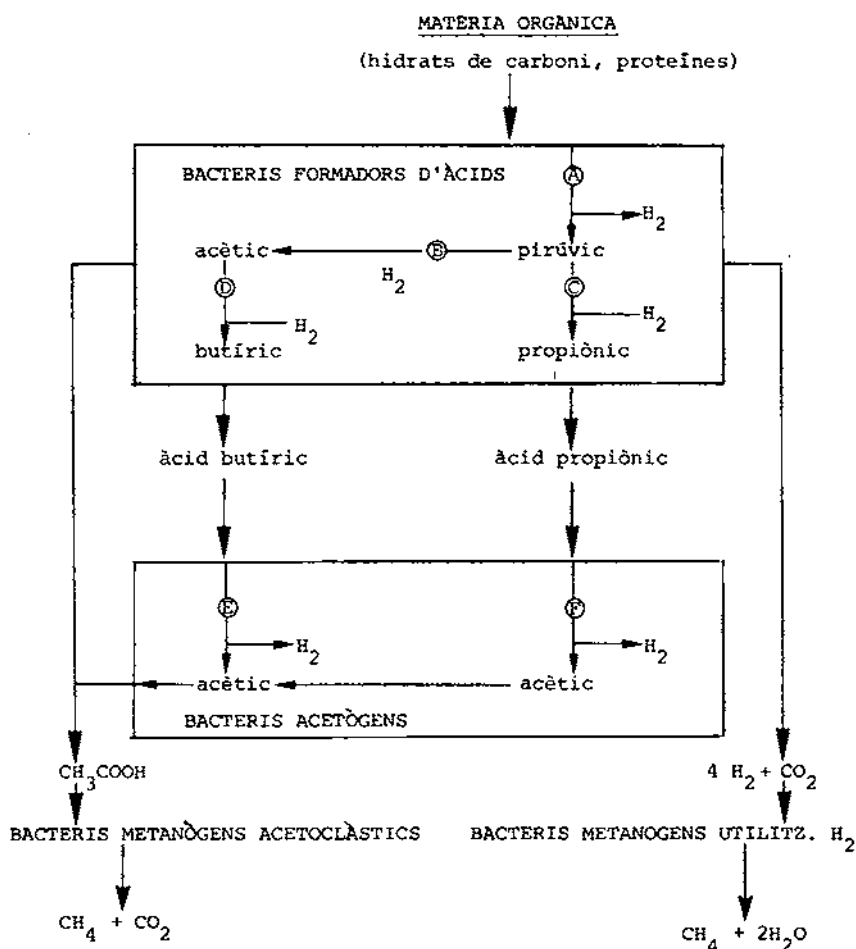 MATÈRIA ORGÀNICA
(hidrats de carboni, proteïnes)
BACTERIS FORMADORS D'ÀCIDS
A
H2
acètic
B
pirúvic
H2
D
C
H2
H2
butíric
propiònic
àcid butíric
àcid propiònic
E
F
H2
H2
acètic
acètic
BACTERIS ACETÒGENS
CH3COOH
4 H2 + CO2
BACTERIS METANÒGENS ACETOCLÀSTICS
BACTERIS METANOGENS UTILITZ. H2
CH4 + CO2
CH4 + 2H2O